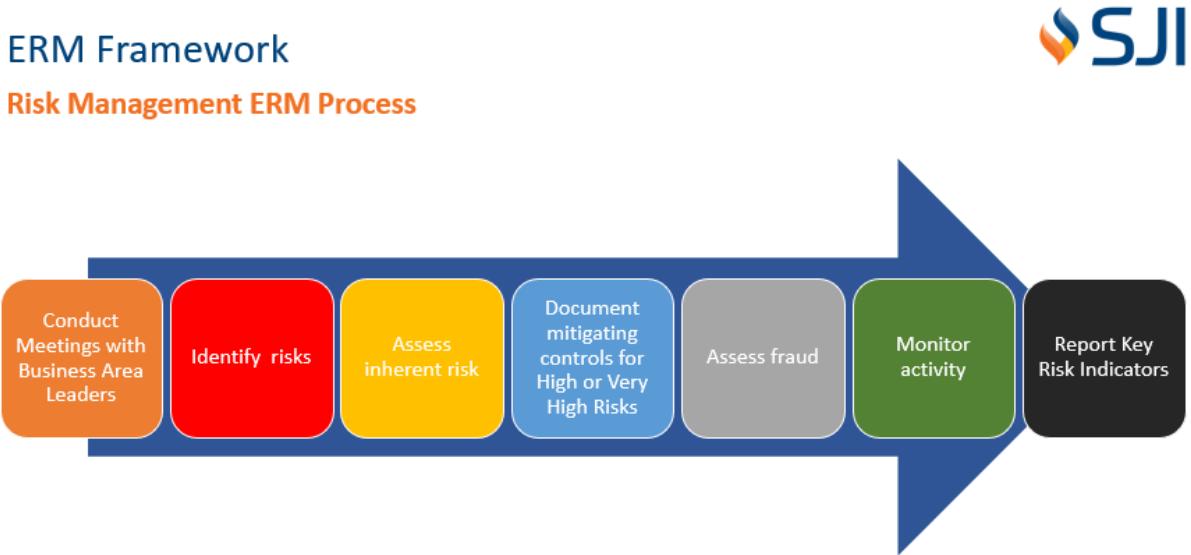 ERM Framework
SJI
Risk Management ERM Process
Conduct
Meetings with
Business Area
Leaders
Identify risks
Assess
inherent risk
Document
mitigating
controls for
High or Very
High Risks
Assess fraud
Monitor
activity
Report Key
Risk Indicators